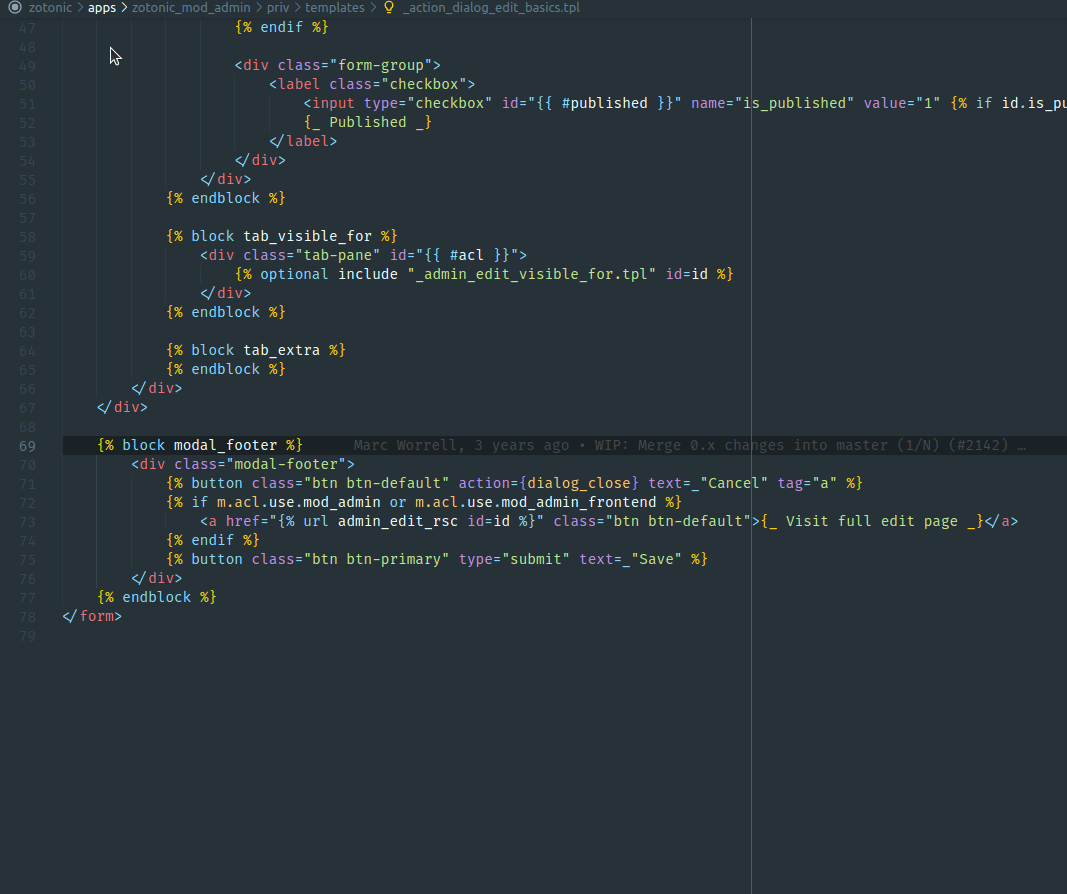 zotonic > apps > zotonic_mod_admin > priv > templates > _action_dialog_edit_basics.tpl
47 {% endif %}
48
49 <div class="form-group">
50 <label class="checkbox">
51 <input type="checkbox" id="{{ #published }}" name="is_published" value="1" {% if id.is_pu
52 {_ Published _}
53 </label>
54 </div>
55 </div>
56 {% endblock %}
57
58 {% block tab_visible_for %}
59 <div class="tab-pane" id="{{ #acl }}">
60 {% optional include "_admin_edit_visible_for.tpl" id=id %}
61 </div>
62 {% endblock %}
63
64 {% block tab_extra %}
65 {% endblock %}
66 </div>
67 </div>
68
69 {% block modal_footer %} Marc Worrell, 3 years ago • WIP: Merge 0.x changes into master (1/N) (#2142) …
70 <div class="modal-footer">
71 {% button class="btn btn-default" action={dialog_close} text=_"Cancel" tag="a" %}
72 {% if m.acl.use.mod_admin or m.acl.use.mod_admin_frontend %}
73 <a href="{% url admin_edit_rsc id=id %}" class="btn btn-default">{_ Visit full edit page _}</a>
74 {% endif %}
75 {% button class="btn btn-primary" type="submit" text=_"Save" %}
76 </div>
77 {% endblock %}
78 </form>
79